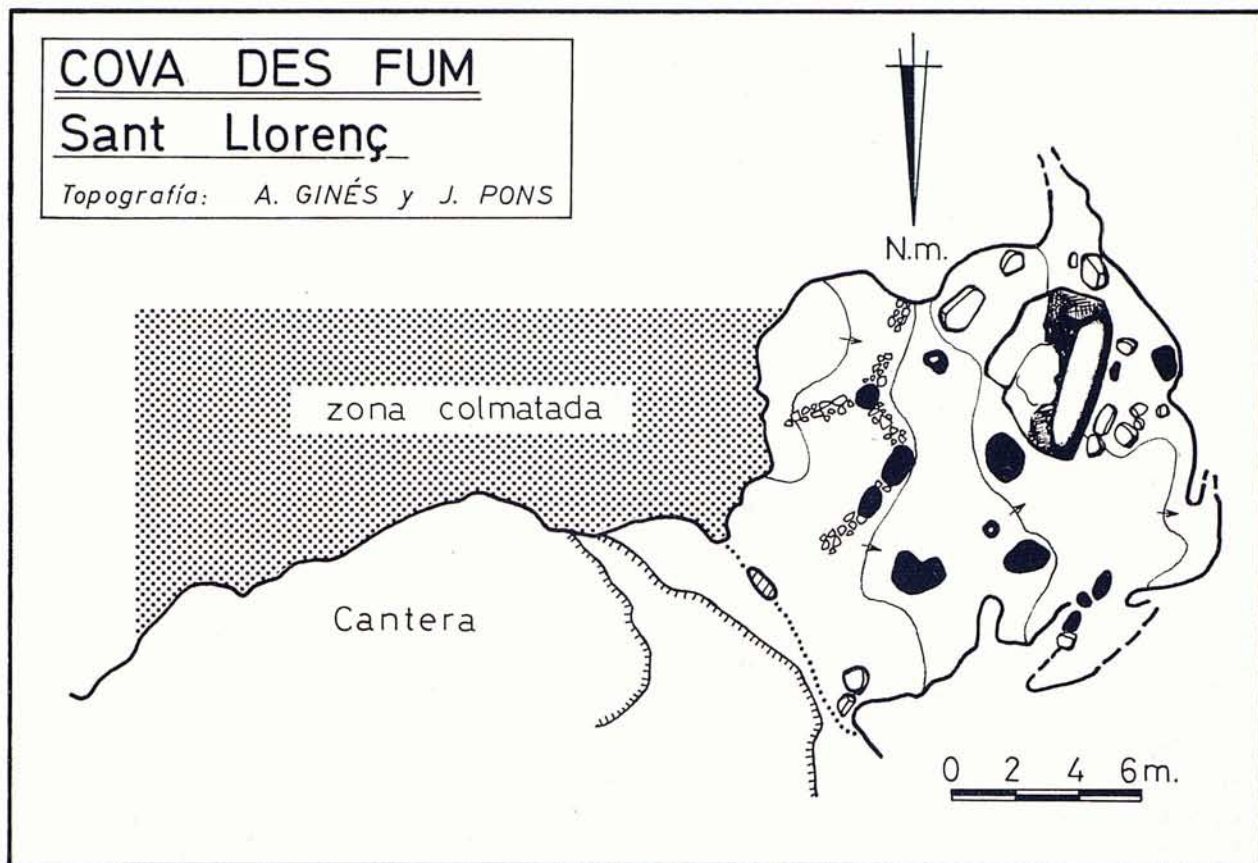 COVA DES FUM
Sant Llorenç
Topografía: A. GINÉS y J. PONS
N.m.
zona colmatada
Cantera
0 2 4 6m.